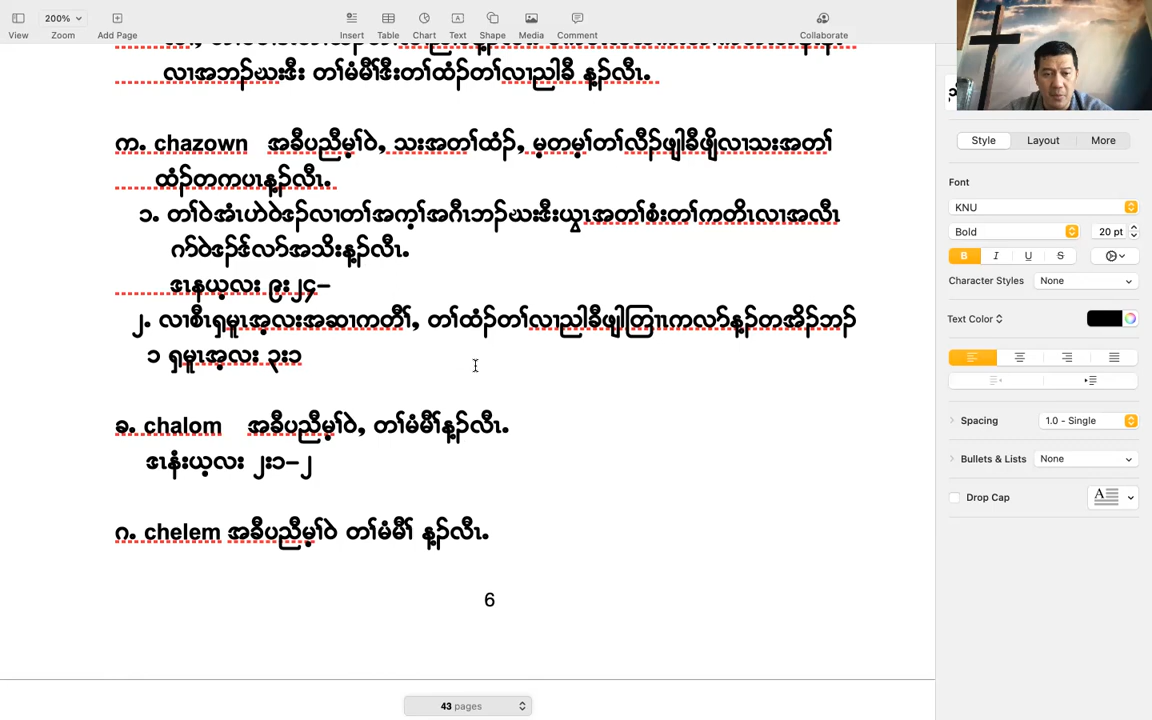 200%
View
Zoom
Add Page
Insert
Table
Chart
Text
Shape
Media
Comment
Collaborate
လၢအဘၣ်ဃးဒီး တၢ်မံမီၢ်ဒီးတၢ်ထံၣ်တၢ်လၢညါခီ န့ၣ်လီၤ.
က. chazown အခီပညီမ့ၢ်ဝဲ, သးအတၢ်ထံၣ်, မ့တမ့ၢ်တၢ်လီၣ်ဖျါခီဖျိလၢသးအတၢ်
ထံၣ်တကပၤန့ၣ်လီၤ.
၁. တၢ်ဝဲအံၤဟဲဝဲဒၣ်လၢတၢ်အက့ၢ်အဂီၤဘၣ်ဃးဒီးယွၤအတၢ်စံးတၢ်ကတိၤလၢအလီၤ
က်ာ်ဝဲဒၣ်ဒ်လာ်အသိးန့ၣ်လီၤ.
ဒၤနယ့လး ၉း၂၄–
၂. လၢစီၤၡမူၤအ့လးအဆၢကတီၢ်, တၢ်ထံၣ်တၢ်လၢညါခီဖျါတြၢၤကလာ်န့ၣ်တအိၣ်ဘၣ်
၁ ၡမူၤအ့လး ၃း၁
ခ. chalom အခီပညီမ့ၢ်ဝဲ, တၢ်မံမီၢ်န့ၣ်လီၤ.
ဒၤနံးယ့လး ၂း၁–၂
ဂ. chelem အခီပညီမ့ၢ်ဝဲ တၢ်မံမီၢ် န့ၣ်လီၤ.
6
43 pages
Style
Layout
More
Font
KNU
Bold
20 pt
B I U S
Character Styles
None
Text Color
Spacing
1.0 - Single
Bullets & Lists
None
Drop Cap